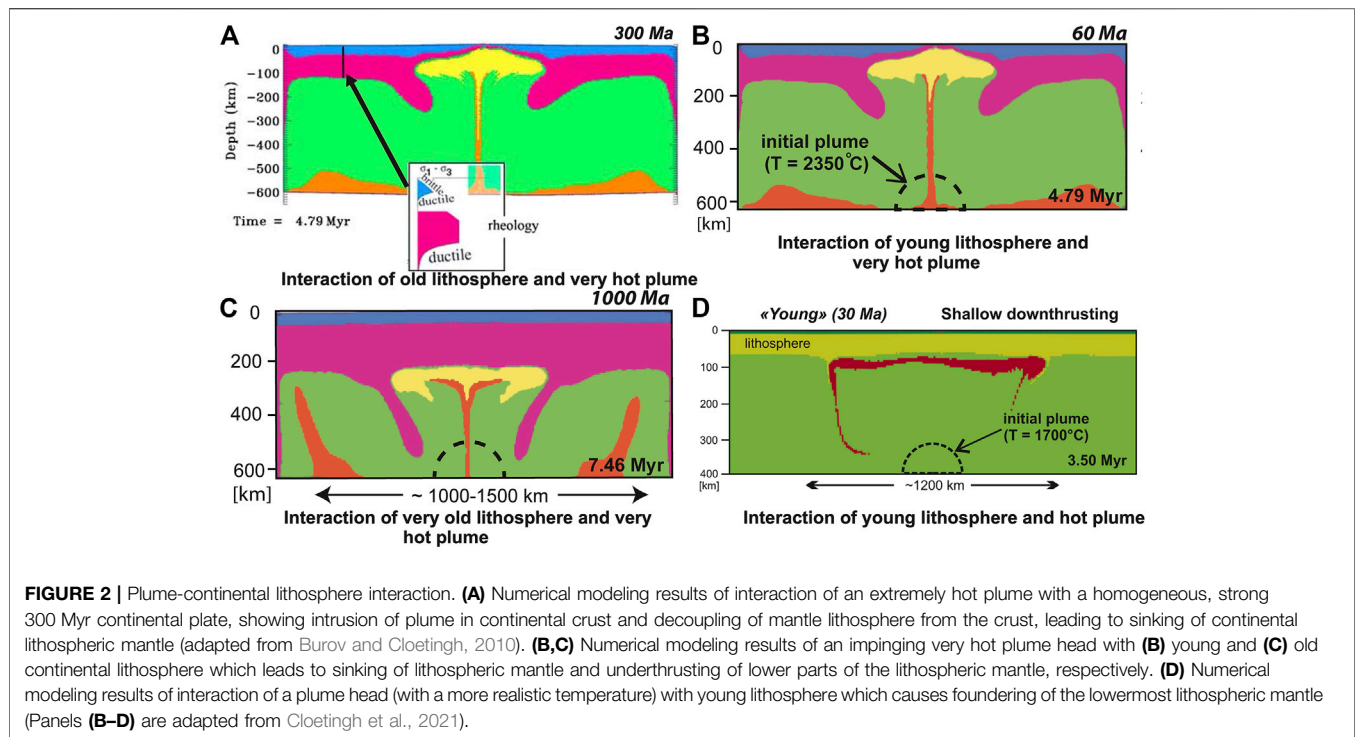 A
300 Ma
0
-100
-200
-300
-400
-500
-600
Depth (km)
σ1 - σ3
brittle
ductile
ductile
rheology
Time = 4.79 Myr
Interaction of old lithosphere and very hot plume
B
60 Ma
0
200
400
600
[km]
initial plume
(T = 2350°C)
4.79 Myr
Interaction of young lithosphere and
very hot plume
C
1000 Ma
0
200
400
600
[km]
7.46 Myr
~ 1000-1500 km
Interaction of very old lithosphere and very
hot plume
D
«Young» (30 Ma) Shallow downthrusting
0
100
200
300
400
[km]
lithosphere
initial plume
(T = 1700°C)
3.50 Myr
~1200 km
Interaction of young lithosphere and hot plume
FIGURE 2 | Plume-continental lithosphere interaction. (A) Numerical modeling results of interaction of an extremely hot plume with a homogeneous, strong
300 Myr continental plate, showing intrusion of plume in continental crust and decoupling of mantle lithosphere from the crust, leading to sinking of continental
lithospheric mantle (adapted from Burov and Cloetingh, 2010). (B,C) Numerical modeling results of an impinging very hot plume head with (B) young and (C) old
continental lithosphere which leads to sinking of lithospheric mantle and underthrusting of lower parts of the lithospheric mantle, respectively. (D) Numerical
modeling results of interaction of a plume head (with a more realistic temperature) with young lithosphere which causes foundering of the lowermost lithospheric mantle
(Panels (B–D) are adapted from Cloetingh et al., 2021).